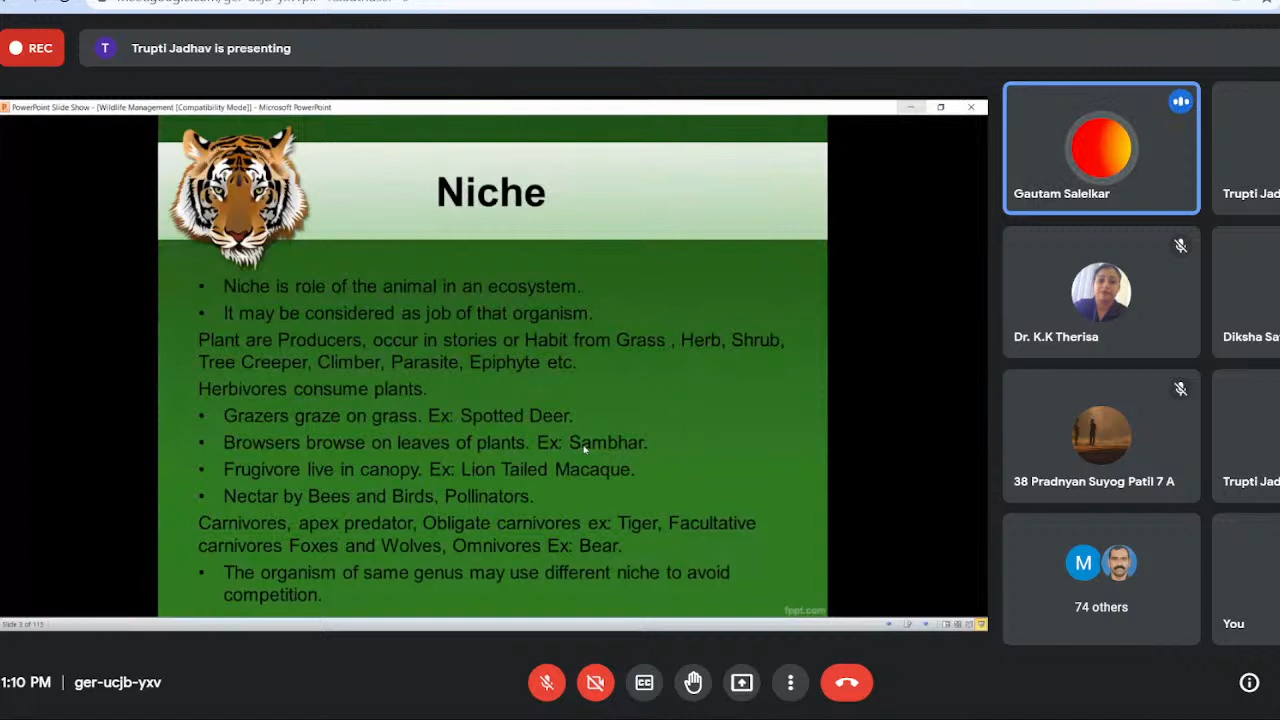 REC
T
Trupti Jadhav is presenting
PowerPoint Slide Show - [Wildlife Management [Compatibility Mode]] - Microsoft PowerPoint
Niche
• Niche is role of the animal in an ecosystem.
• It may be considered as job of that organism.
Plant are Producers, occur in stories or Habit from Grass , Herb, Shrub,
Tree Creeper, Climber, Parasite, Epiphyte etc.
Herbivores consume plants.
• Grazers graze on grass. Ex: Spotted Deer.
• Browsers browse on leaves of plants. Ex: Sambhar.
• Frugivore live in canopy. Ex: Lion Tailed Macaque.
• Nectar by Bees and Birds, Pollinators.
Carnivores, apex predator, Obligate carnivores ex: Tiger, Facultative
carnivores Foxes and Wolves, Omnivores Ex: Bear.
• The organism of same genus may use different niche to avoid
competition.
fppt.com
Slide 3 of 115
Gautam Salelkar
Trupti Jad
Dr. K.K Therisa
Diksha Sa
38 Pradnyan Suyog Patil 7 A
Trupti Jad
M
74 others
You
1:10 PM | ger-ucjb-yxv